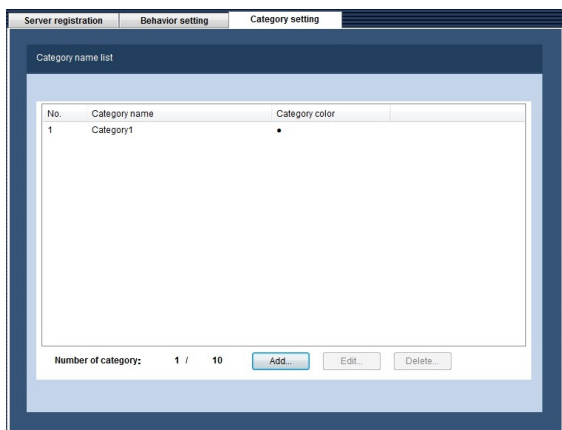 Server registration Behavior setting Category setting
Category name list
No. Category name Category color
1 Category1 ●
Number of category: 1 / 10 Add... Edit... Delete...